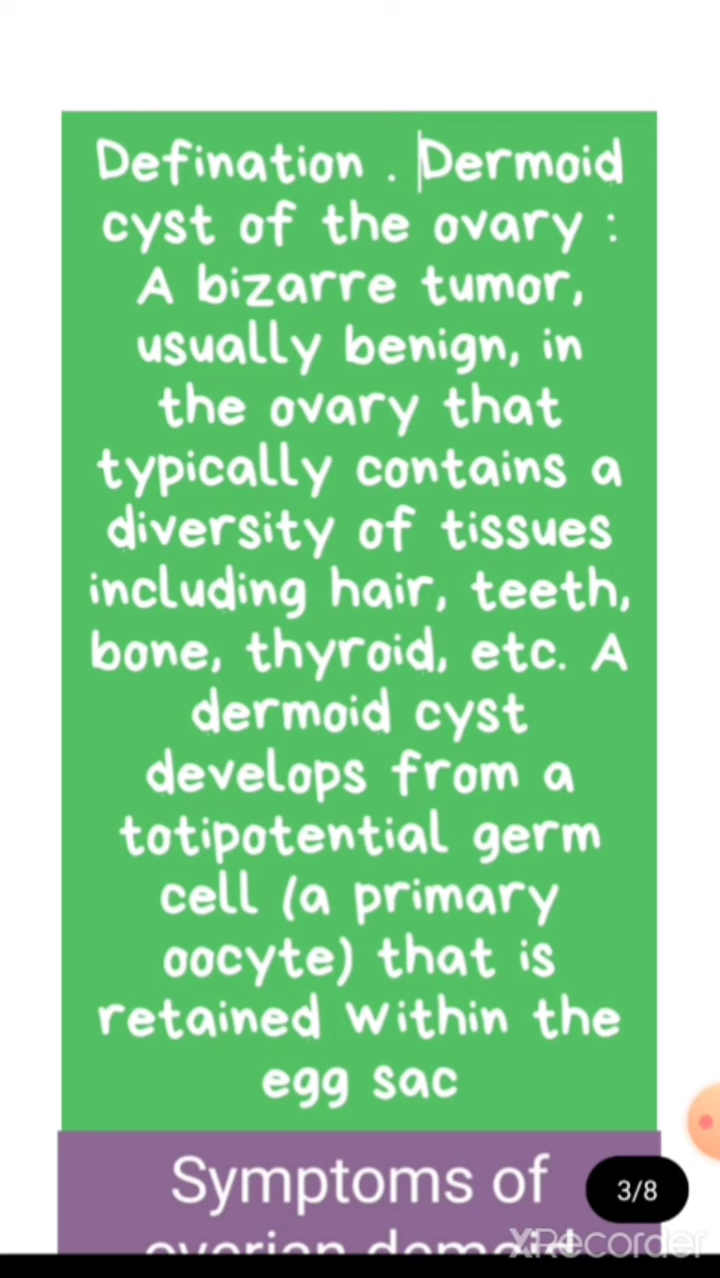 Defination . Dermoid
cyst of the ovary :
A bizarre tumor,
usually benign, in
the ovary that
typically contains a
diversity of tissues
including hair, teeth,
bone, thyroid, etc. A
dermoid cyst
develops from a
totipotential germ
cell (a primary
oocyte) that is
retained within the
egg sac
Symptoms of
3/8
ovarian
XRecorder